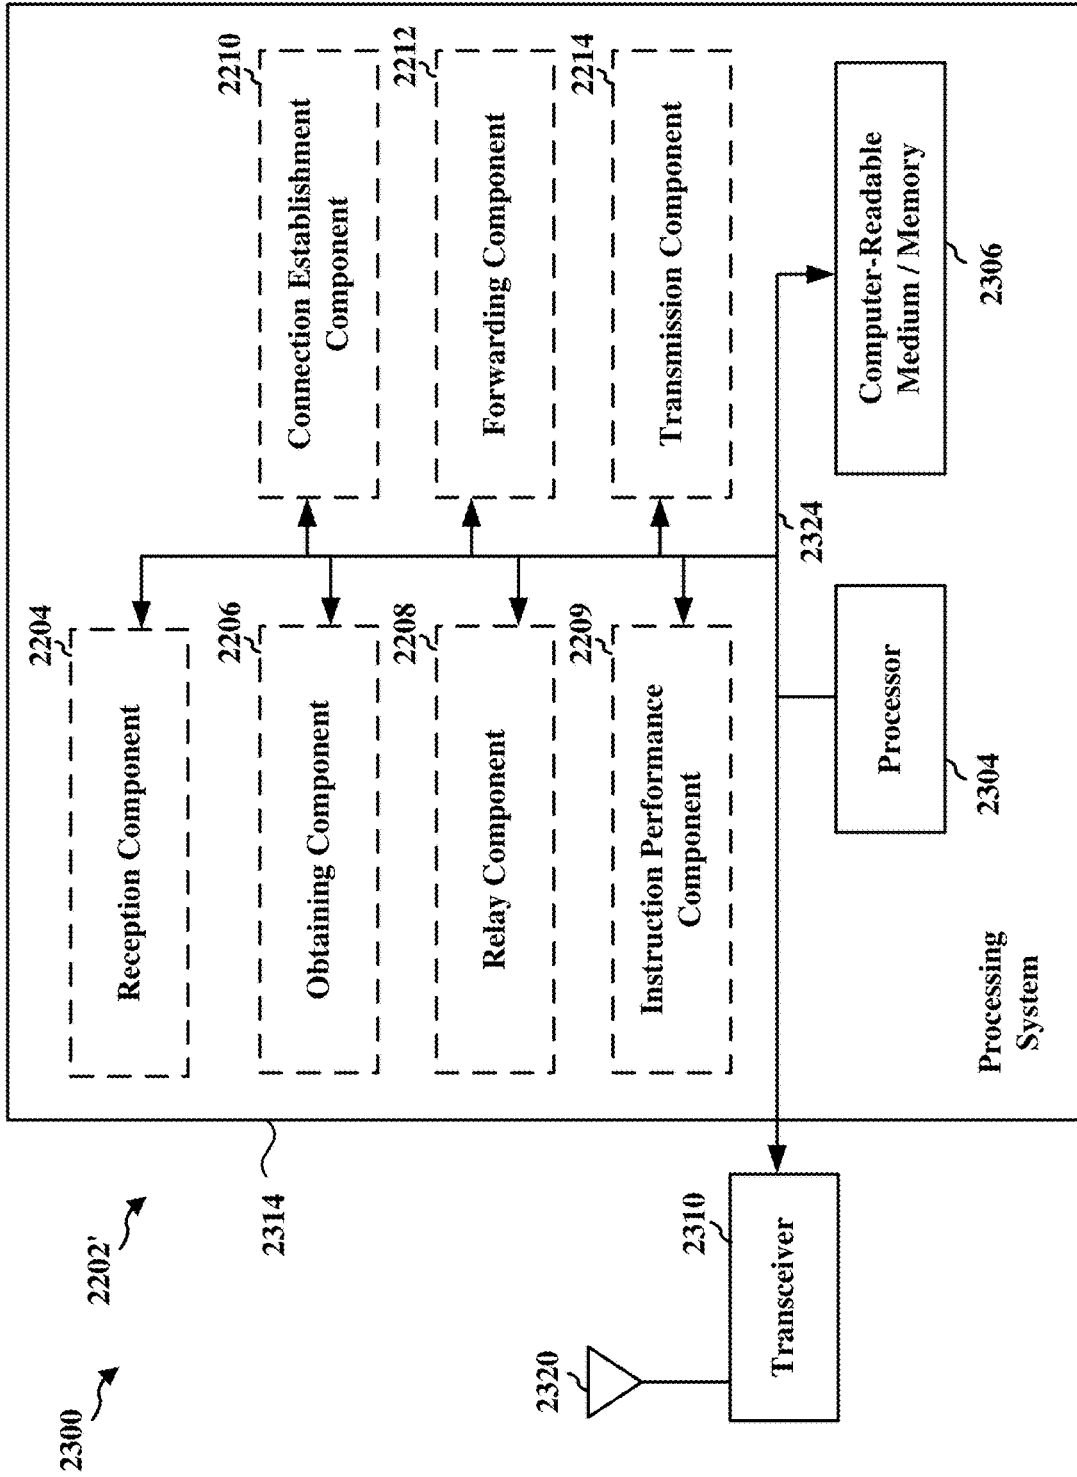 2300
2202'
2314
2320
2310
Transceiver
Processing
System
2204
Reception Component
2206
Obtaining Component
2208
Relay Component
2209
Instruction Performance
Component
2210
Connection Establishment
Component
2212
Forwarding Component
2214
Transmission Component
2324
Processor
2304
Computer-Readable
Medium / Memory
2306